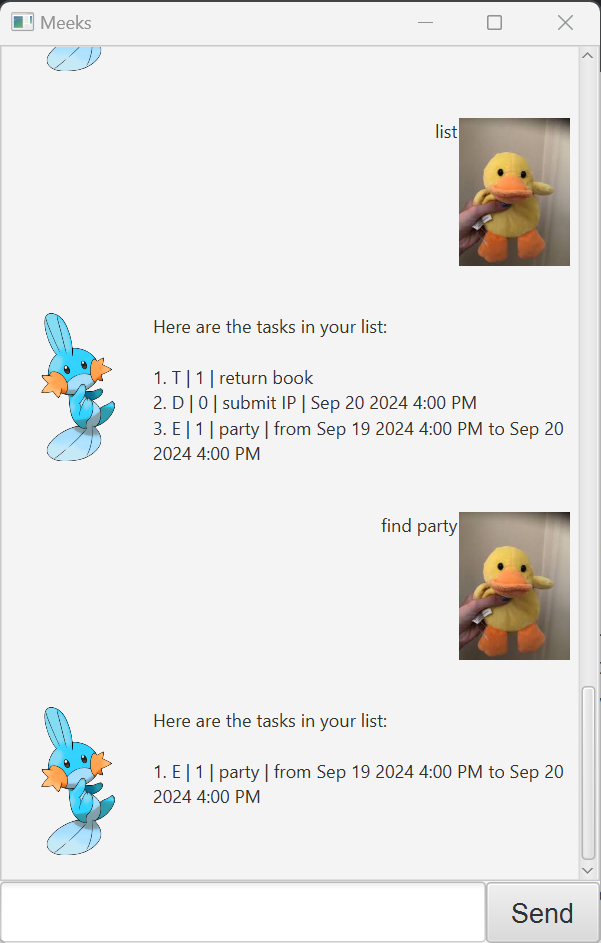 Meeks
list
Here are the tasks in your list:
1. T | 1 | return book
2. D | 0 | submit IP | Sep 20 2024 4:00 PM
3. E | 1 | party | from Sep 19 2024 4:00 PM to Sep 20
2024 4:00 PM
find party
Here are the tasks in your list:
1. E | 1 | party | from Sep 19 2024 4:00 PM to Sep 20
2024 4:00 PM
Send